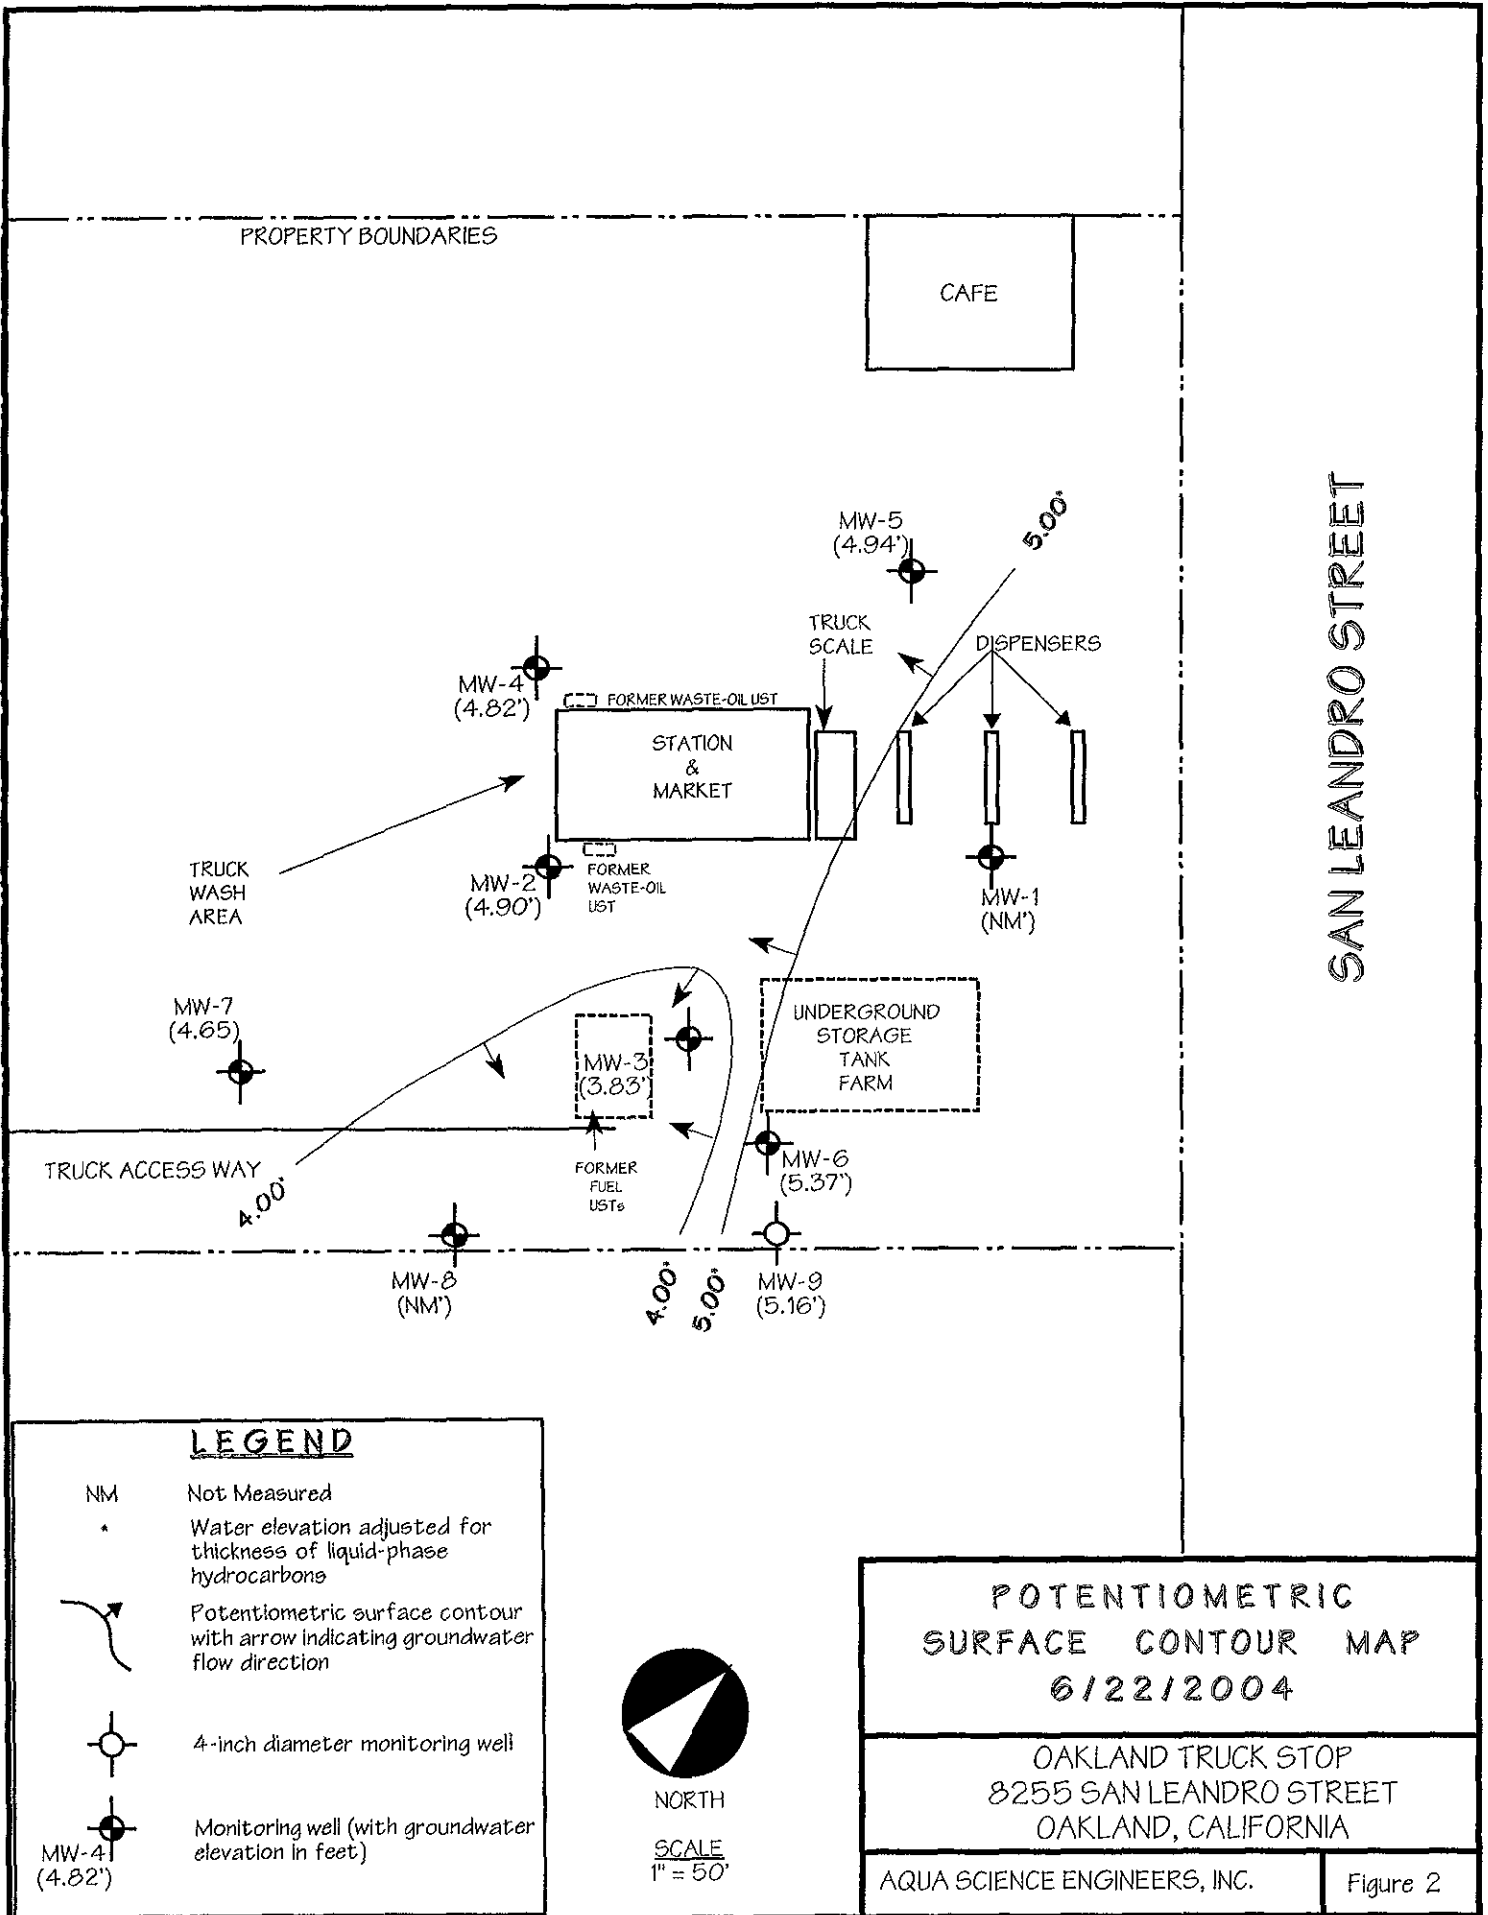 PROPERTY BOUNDARIES
CAFE
SAN LEANDRO STREET
MW-5
(4.94')
5.00'
TRUCK
SCALE
DISPENSERS
MW-4
(4.82')
FORMER WASTE-OIL UST
STATION
&
MARKET
TRUCK
WASH
AREA
MW-2
(4.90')
FORMER
WASTE-OIL
UST
MW-1
(NM')
MW-7
(4.65)
MW-3
(3.83')
UNDERGROUND
STORAGE
TANK
FARM
TRUCK ACCESS WAY
4.00'
FORMER
FUEL
USTs
MW-6
(5.37')
MW-8
(NM')
4.00'
5.00'
MW-9
(5.16')
LEGEND
NM Not Measured
* Water elevation adjusted for
thickness of liquid-phase
hydrocarbons
Potentiometric surface contour
with arrow indicating groundwater
flow direction
4-inch diameter monitoring well
Monitoring well (with groundwater
elevation in feet)
MW-4
(4.82')
NORTH
SCALE
1" = 50'
POTENTIOMETRIC
SURFACE CONTOUR MAP
6/22/2004
OAKLAND TRUCK STOP
8255 SAN LEANDRO STREET
OAKLAND, CALIFORNIA
AQUA SCIENCE ENGINEERS, INC.
Figure 2